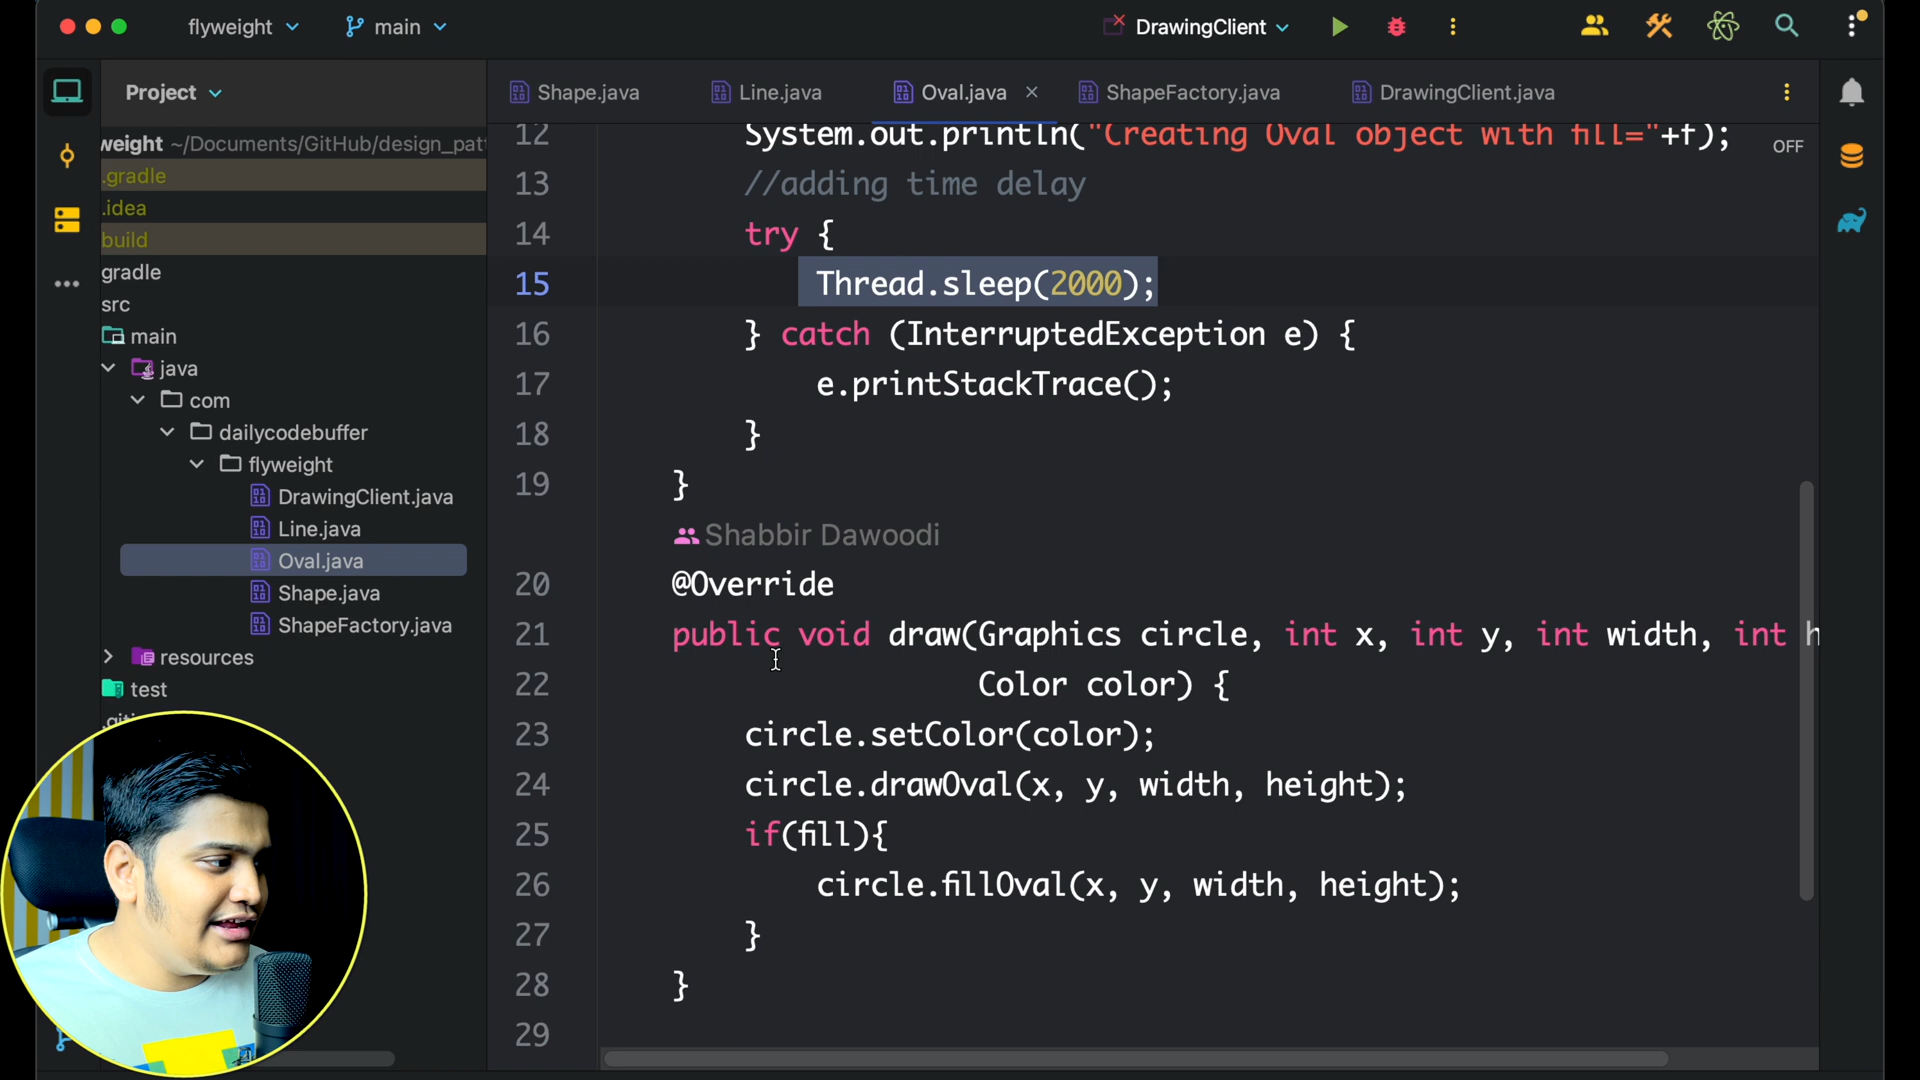 flyweight
main
DrawingClient
Project
Shape.java
Line.java
Oval.java
ShapeFactory.java
DrawingClient.java
weight ~/Documents/GitHub/design_pat
.gradle
.idea
build
gradle
src
main
java
com
dailycodebuffer
flyweight
DrawingClient.java
Line.java
Oval.java
Shape.java
ShapeFactory.java
resources
test
OFF
12 System.out.println("Creating Oval object with fill="+f);
13 //adding time delay
14 try {
15 Thread.sleep(2000);
16 } catch (InterruptedException e) {
17 e.printStackTrace();
18 }
19 }
Shabbir Dawoodi
20 @Override
21 public void draw(Graphics circle, int x, int y, int width, int h
22 Color color) {
23 circle.setColor(color);
24 circle.drawOval(x, y, width, height);
25 if(fill){
26 circle.fillOval(x, y, width, height);
27 }
28 }
29